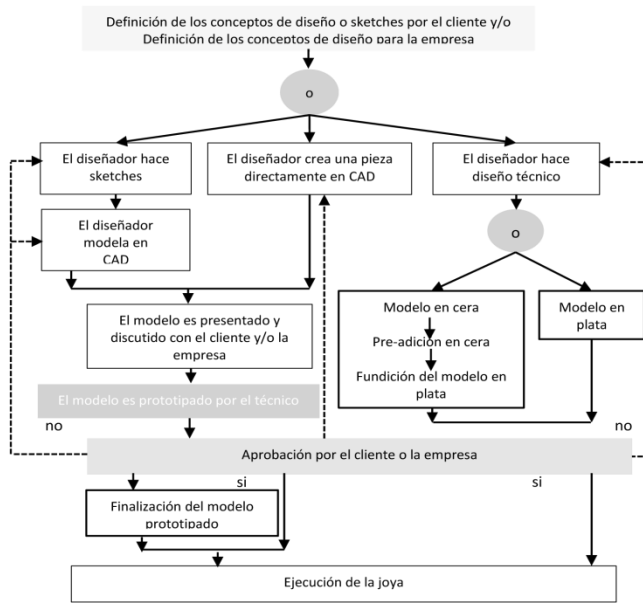 Definición de los conceptos de diseño o sketches por el cliente y/o
Definición de los conceptos de diseño para la empresa
o
El diseñador hace
sketches
El diseñador crea una pieza
directamente en CAD
El diseñador hace
diseño técnico
El diseñador
modela en
CAD
o
El modelo es presentado y
discutido con el cliente y/o la
empresa
Modelo en cera
Pre-adición en cera
Fundición del modelo en
plata
Modelo en
plata
El modelo es prototipado por el técnico
no
no
Aprobación por el cliente o la empresa
si
si
Finalización del modelo
prototipado
Ejecución de la joya